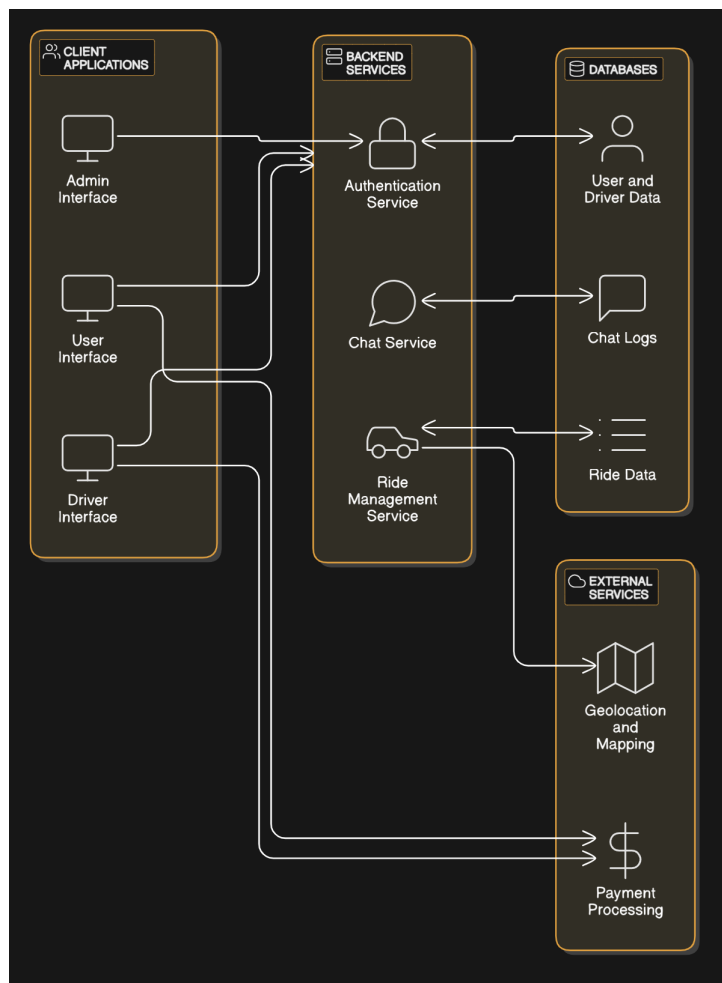 CLIENT
APPLICATIONS
Admin
Interface
User
Interface
Driver
Interface
BACKEND
SERVICES
Authentication
Service
Chat Service
Ride
Management
Service
DATABASES
User and
Driver Data
Chat Logs
Ride Data
EXTERNAL
SERVICES
Geolocation
and
Mapping
Payment
Processing